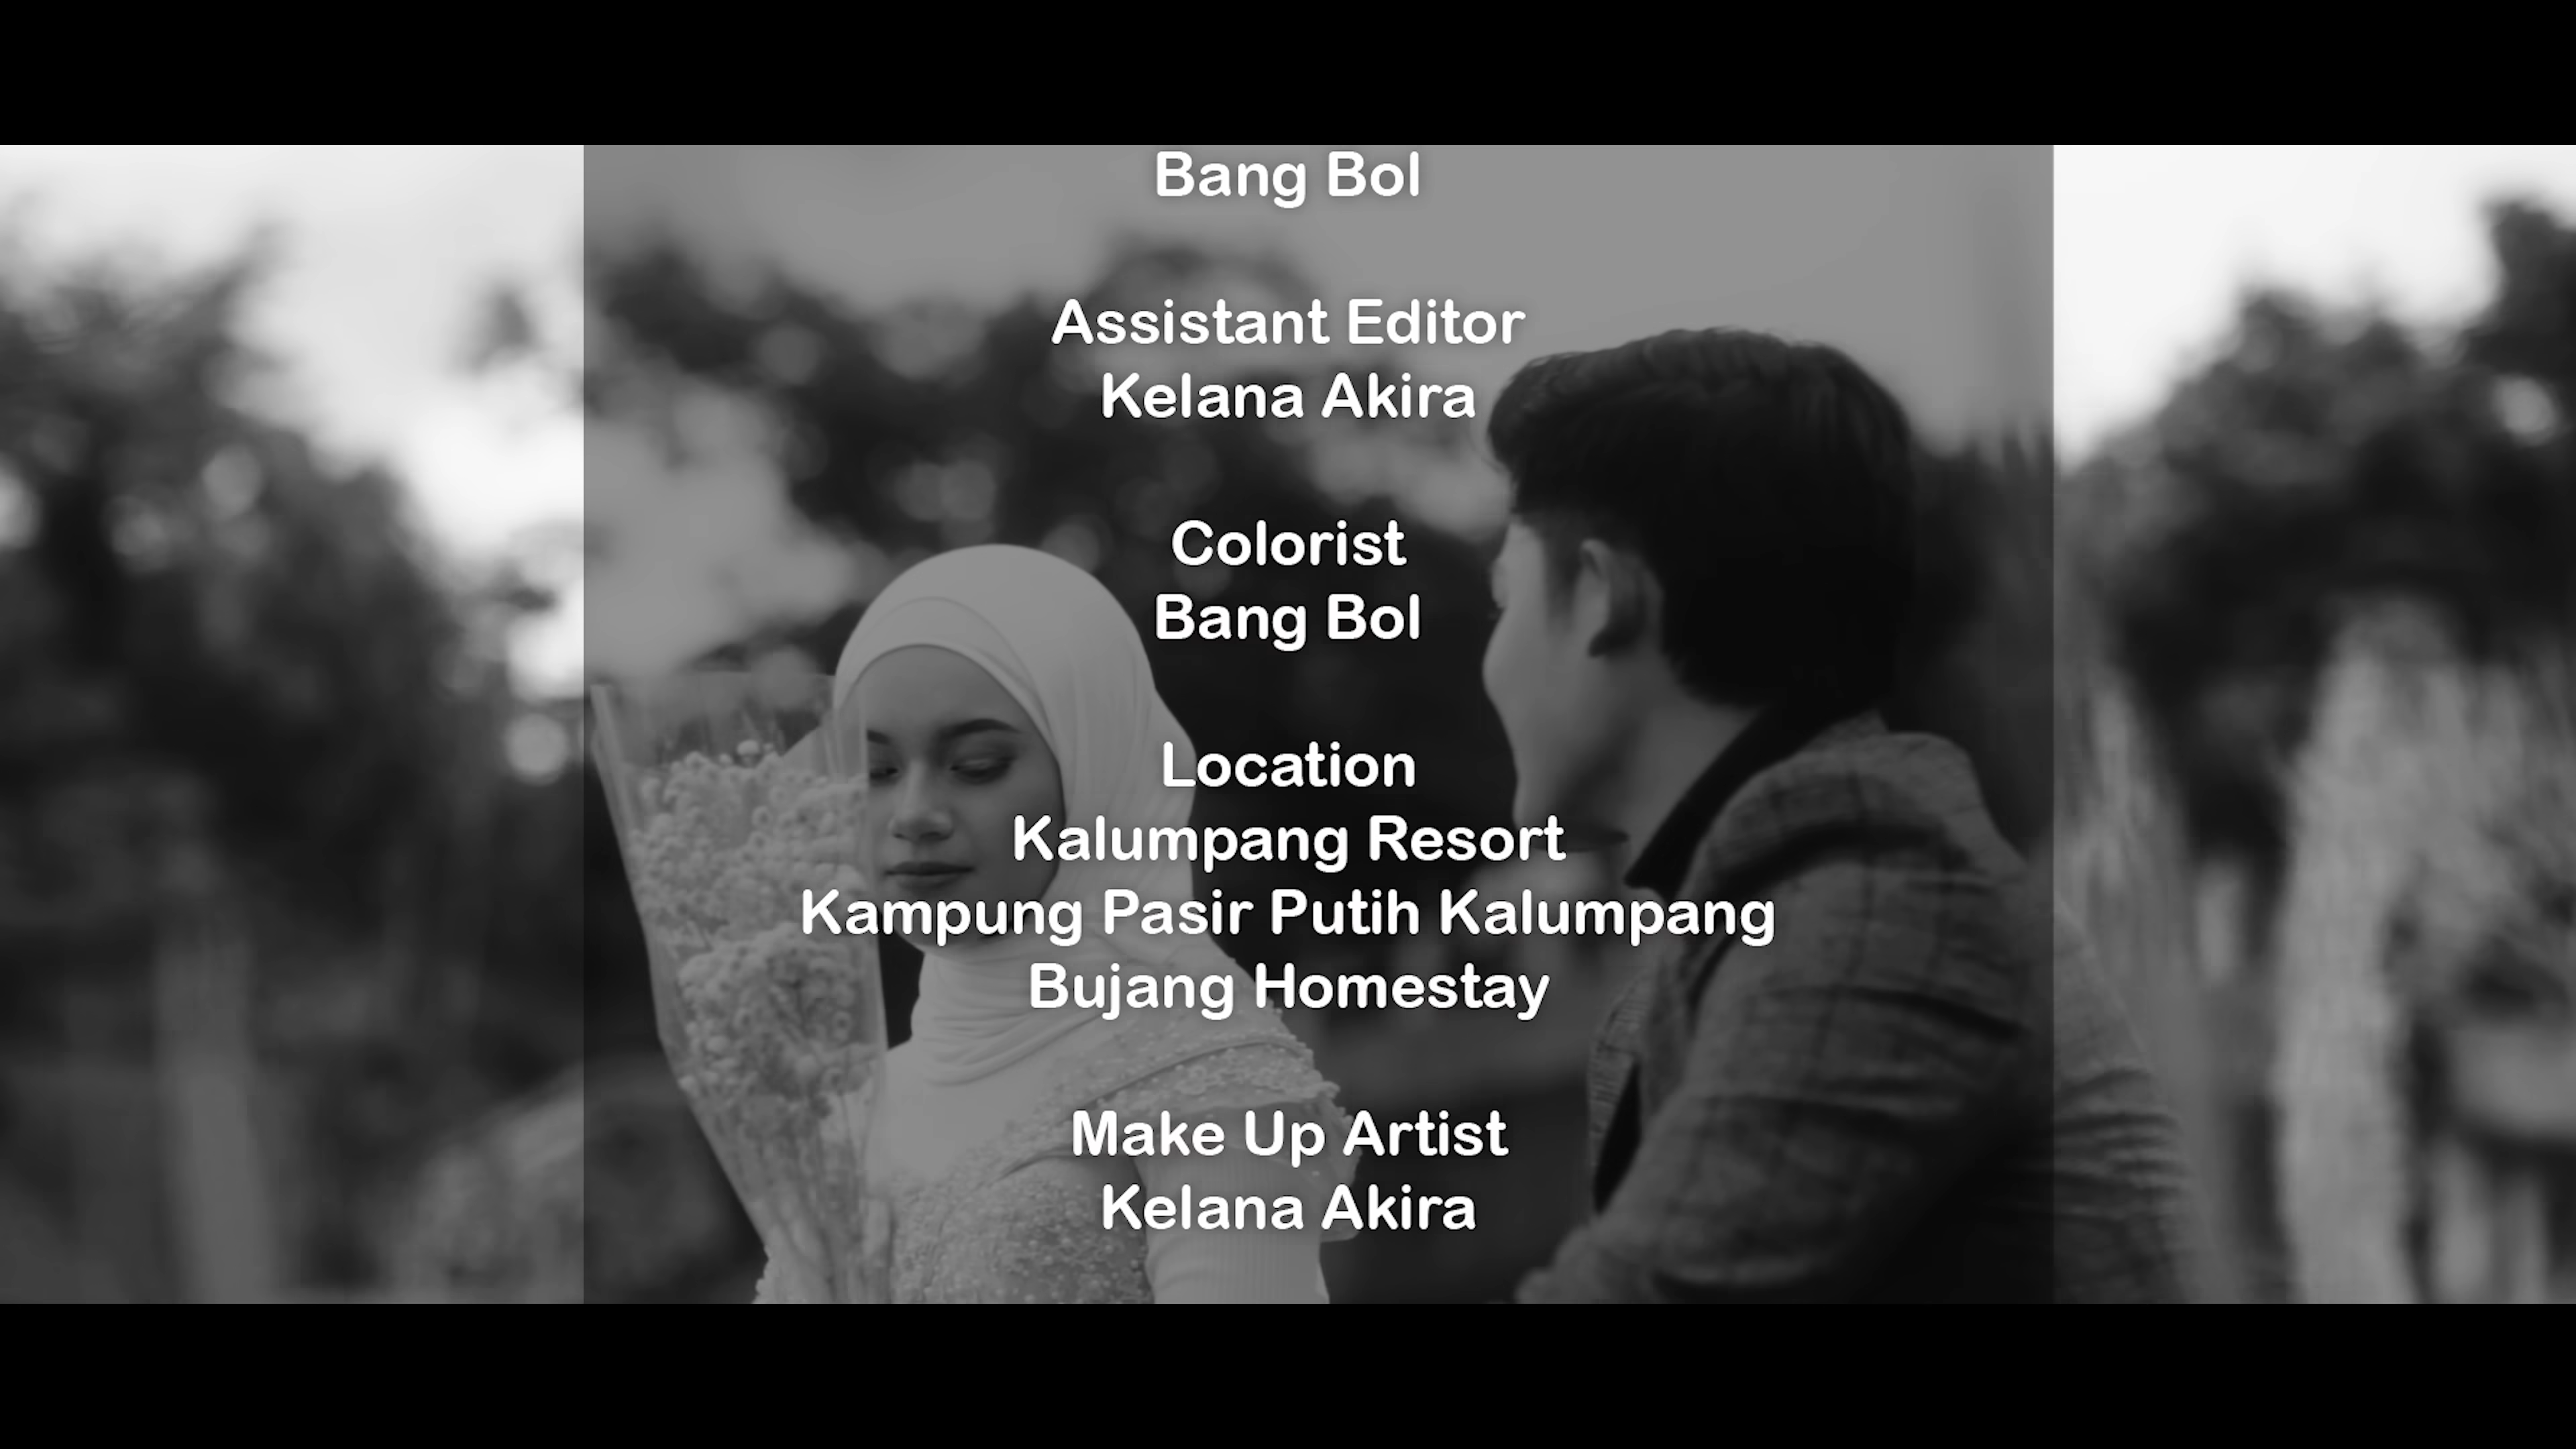 Bang Bol
Assistant Editor
Kelana Akira
Colorist
Bang Bol
Location
Kalumpang Resort
Kampung Pasir Putih Kalumpang
Bujang Homestay
Make Up Artist
Kelana Akira